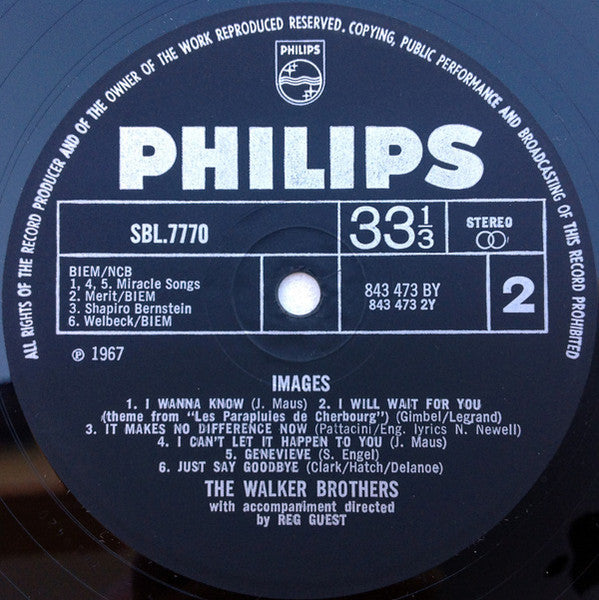 ALL RIGHTS OF THE RECORD PRODUCER AND OF THE OWNER OF THE WORK REPRODUCED RESERVED. COPYING, PUBLIC PERFORMANCE AND BROADCASTING OF THIS RECORD PROHIBITED
PHILIPS
PHILIPS
SBL.7770
33⅓
STEREO
BIEM/NCB
1, 4, 5. Miracle Songs
2. Merit/BIEM
3. Shapiro Bernstein
6. Welbeck/BIEM
843 473 BY
843 473 2Y
2
℗ 1967
IMAGES
1. I WANNA KNOW (J. Maus) 2. I WILL WAIT FOR YOU
(theme from "Les Parapluies de Cherbourg") (Gimbel/Legrand)
3. IT MAKES NO DIFFERENCE NOW (Pattacini/Eng. lyrics N. Newell)
4. I CAN'T LET IT HAPPEN TO YOU (J. Maus)
5. GENEVIEVE (S. Engel)
6. JUST SAY GOODBYE (Clark/Hatch/Delanoe)
THE WALKER BROTHERS
with accompaniment directed
by REG GUEST